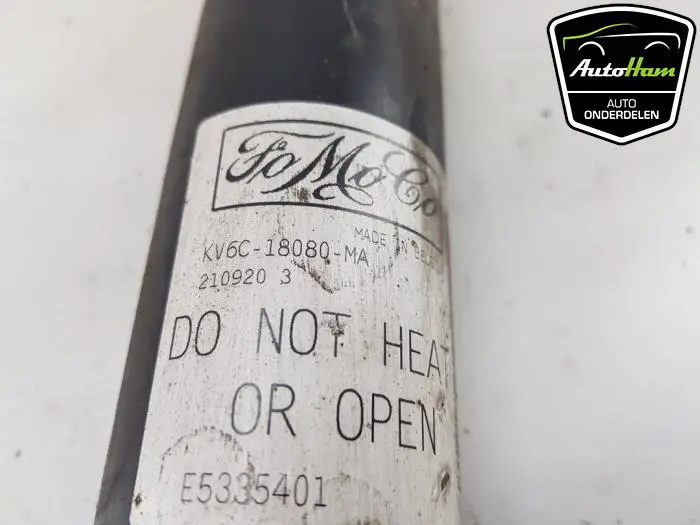 AutoHam
AUTO
ONDERDELEN
FoMoCo
MADE IN
KV6C-18080-MA
210920 3
DO NOT HEAT
OR OPEN
E5335401